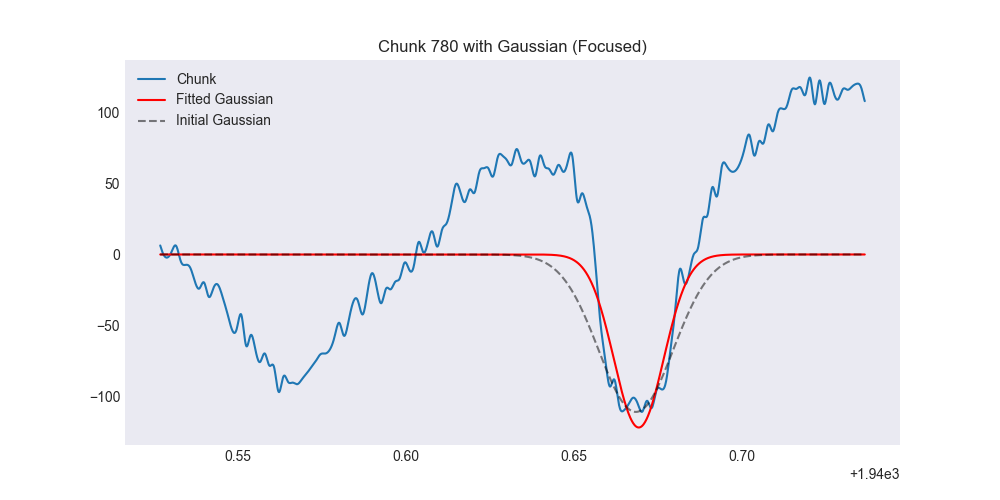 Chunk 780 with Gaussian (Focused)
Chunk
Fitted Gaussian
Initial Gaussian
100
50
0
−50
−100
0.55 0.60 0.65 0.70
+1.94e3